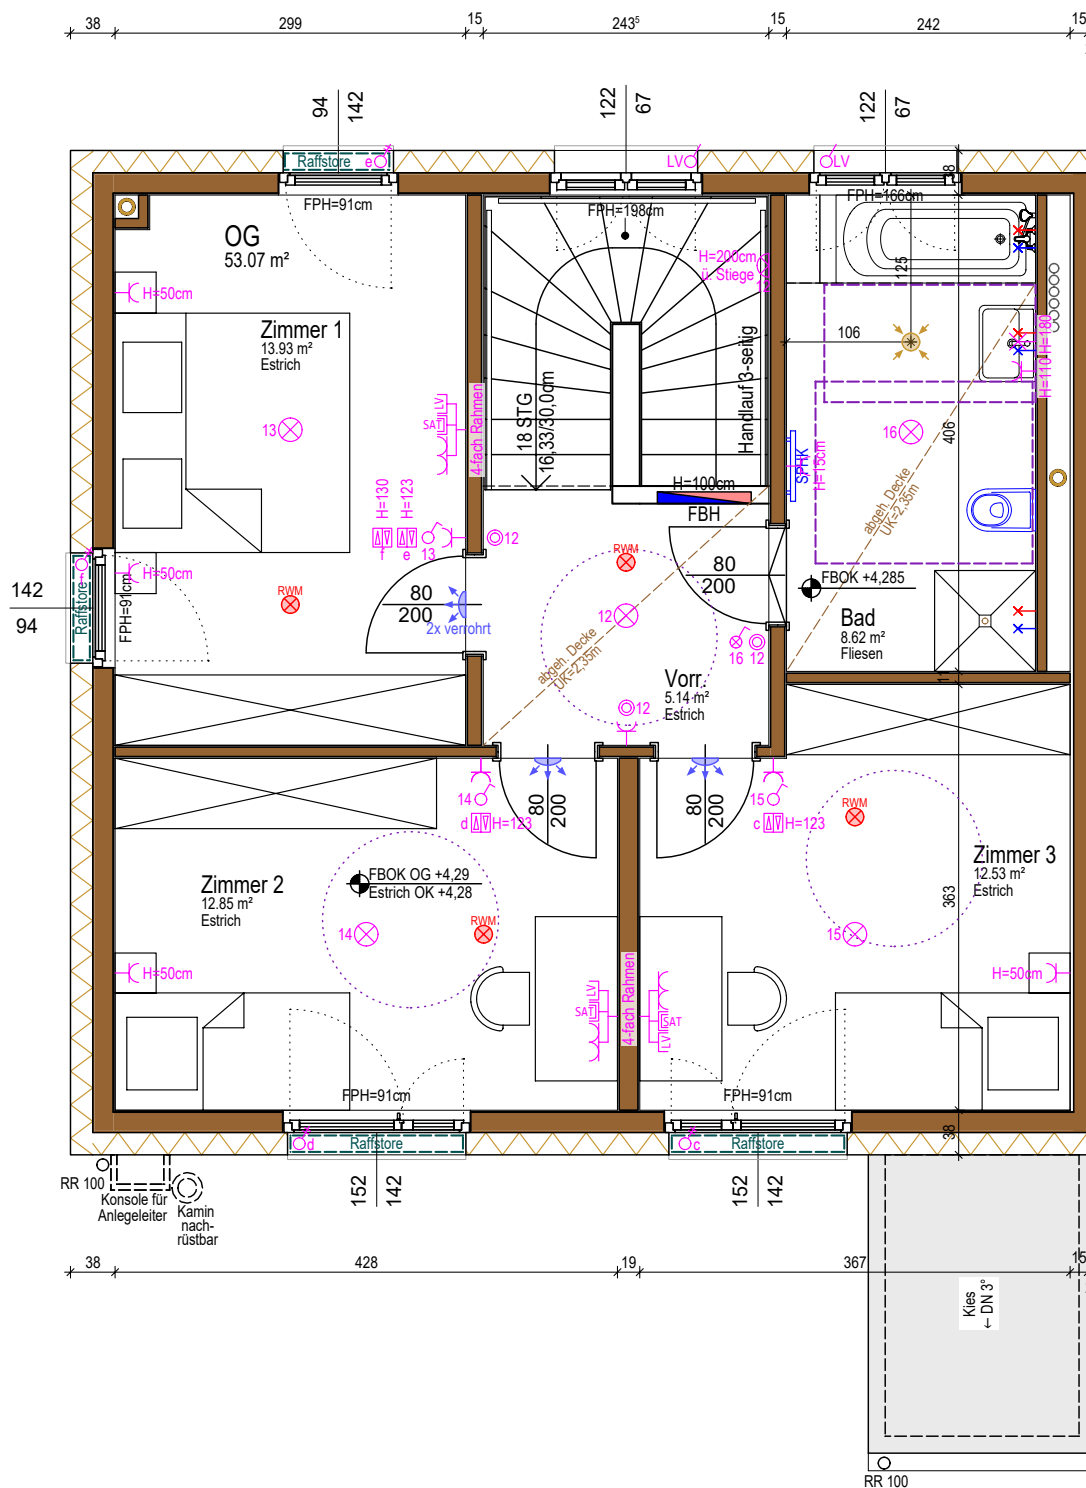 38 299 15 243⁵ 15 242 15
94 142
122 67
122 67
38
Raffstore e
LV
LV
FPH=91cm
FPH=198cm
FPH=166cm
OG
53.07 m²
H=50cm
H=200cm
ü. Stiege
125
Zimmer 1
13.93 m²
Estrich
106
H=110 H=180
13
LV
SAT
4-fach Rahmen
18 STG
16,33/30,0cm
Handlauf 3-seitig
16
406
SPHK
H=15cm
abgeh. Decke
UK=2,35m
H=100cm
FBH
H=130
H=123
f e 13
12
RWM
RWM
H=50cm
Raffstore f
FPH=91cm
142
94
80
200
2x verrohrt
12
80
200
FBOK +4,285
Bad
8.62 m²
Fliesen
abgeh. Decke
UK=2,35m
16 12
Vorr.
5.14 m²
Estrich
11
12
14
d H=123
80
200
80
200
15
c H=123
RWM
Zimmer 2
12.85 m²
Estrich
FBOK OG +4,29
Estrich OK +4,28
Zimmer 3
12.53 m²
Estrich
363
14
RWM
15
H=50cm
H=50cm
LV
SAT
4-fach Rahmen
SAT
LV
FPH=91cm
FPH=91cm
d
Raffstore
c
Raffstore
38
RR 100
Konsole für
Anlegeleiter
Kamin
nach-
rüstbar
152 142
152 142
38 428 19 367 15
Kies
← DN 3°
RR 100